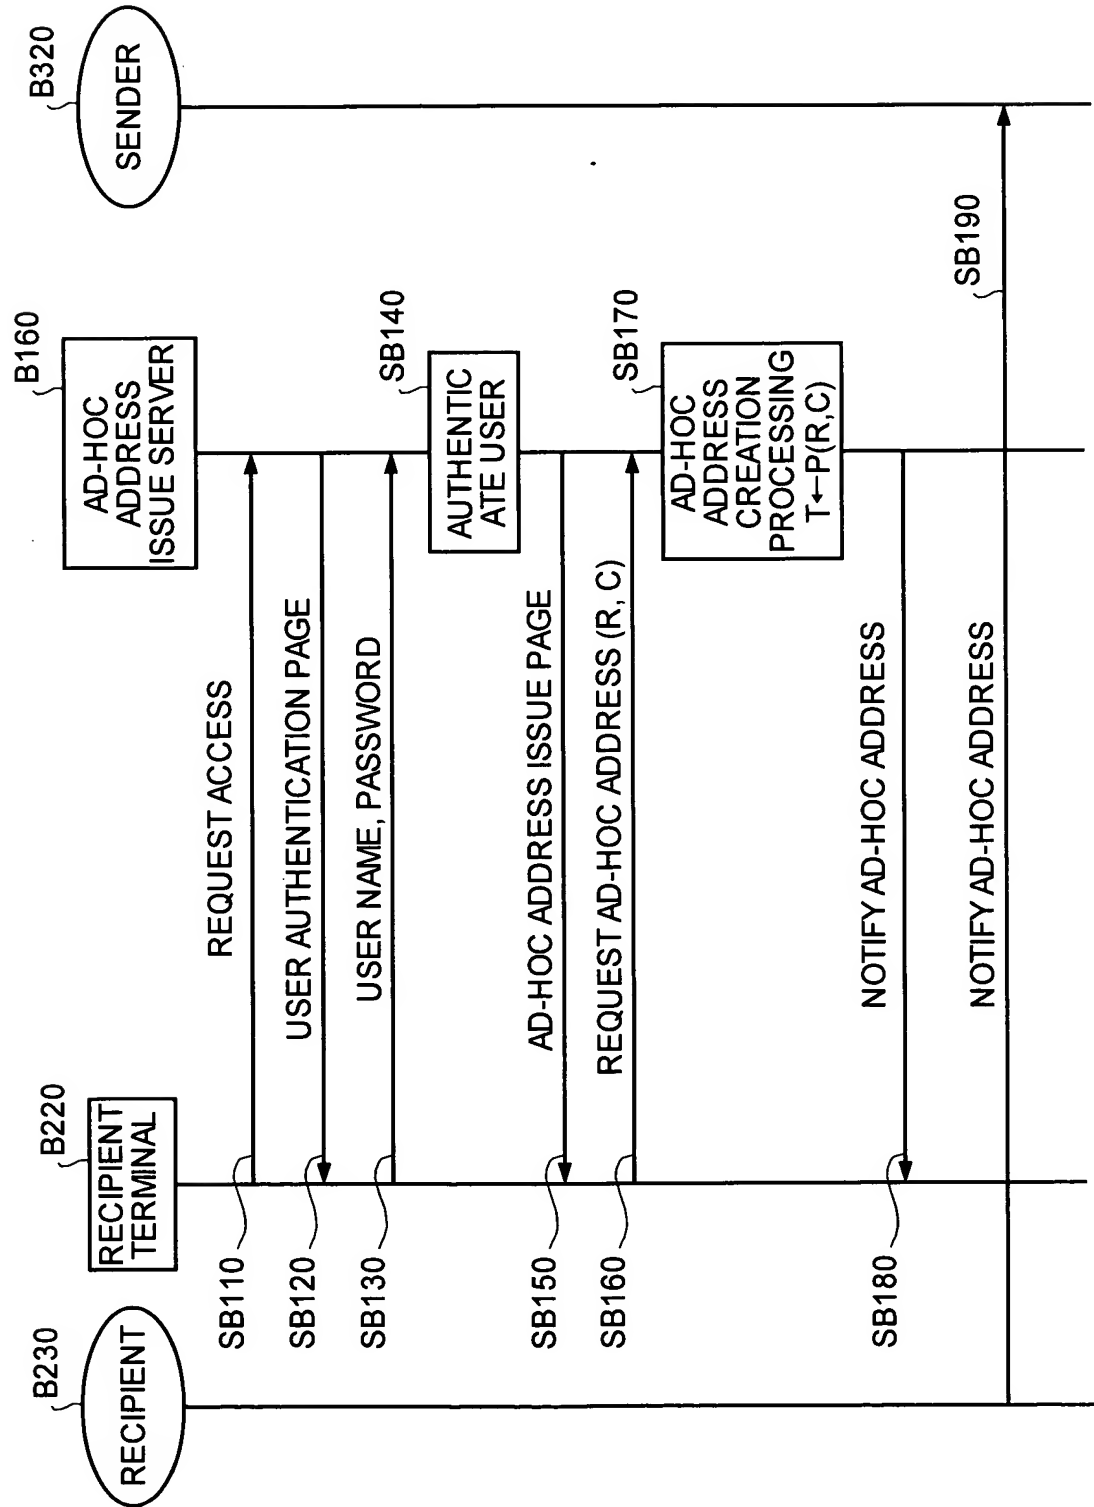 B230
RECIPIENT
B220
RECIPIENT
TERMINAL
B160
AD-HOC
ADDRESS
ISSUE SERVER
B320
SENDER
SB110
REQUEST ACCESS
SB120
USER AUTHENTICATION PAGE
SB130
USER NAME, PASSWORD
SB140
AUTHENTIC
ATE USER
SB150
AD-HOC ADDRESS ISSUE PAGE
SB160
REQUEST AD-HOC ADDRESS (R, C)
SB170
AD-HOC
ADDRESS
CREATION
PROCESSING
T←P(R,C)
SB180
NOTIFY AD-HOC ADDRESS
NOTIFY AD-HOC ADDRESS
SB190